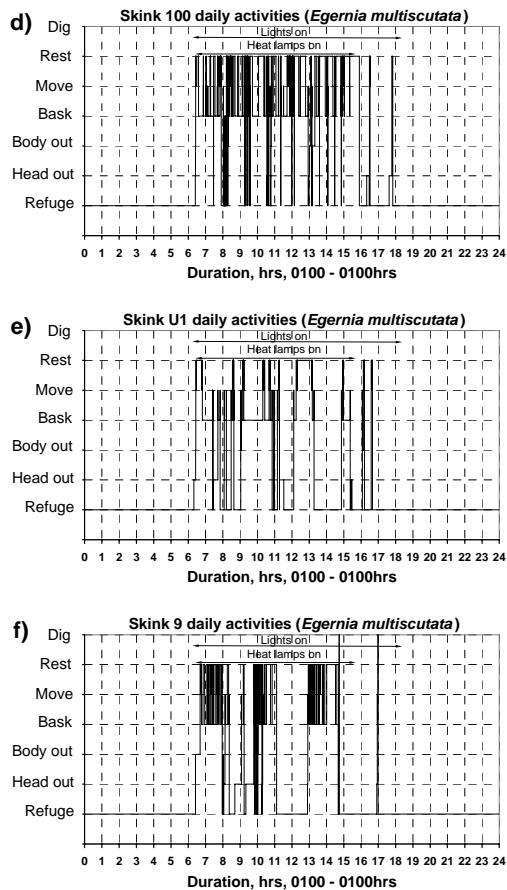 d) Skink 100 daily activities (Egernia multiscutata)
Dig
Lights on
Rest
Heat lamps on
Move
Bask
Body out
Head out
Refuge
0 1 2 3 4 5 6 7 8 9 10 11 12 13 14 15 16 17 18 19 20 21 22 23 24
Duration, hrs, 0100 - 0100hrs
e) Skink U1 daily activities (Egernia multiscutata)
Dig
Lights on
Rest
Heat lamps on
Move
Bask
Body out
Head out
Refuge
0 1 2 3 4 5 6 7 8 9 10 11 12 13 14 15 16 17 18 19 20 21 22 23 24
Duration, hrs, 0100 - 0100hrs
f) Skink 9 daily activities (Egernia multiscutata)
Dig
Lights on
Rest
Heat lamps on
Move
Bask
Body out
Head out
Refuge
0 1 2 3 4 5 6 7 8 9 10 11 12 13 14 15 16 17 18 19 20 21 22 23 24
Duration, hrs, 0100 - 0100hrs